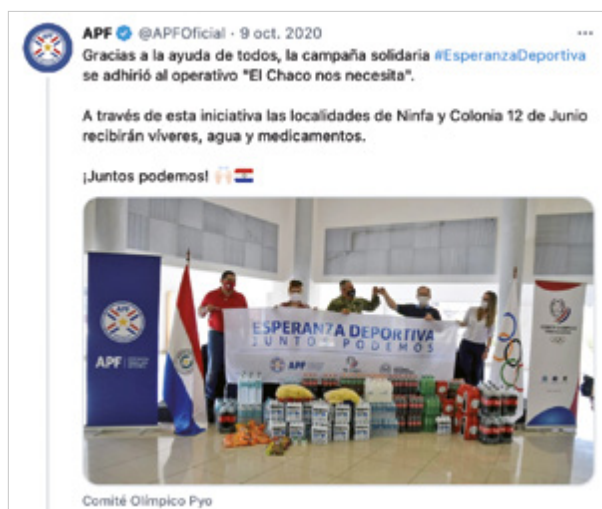 APF @APFOficial · 9 oct. 2020
Gracias a la ayuda de todos, la campaña solidaria #EsperanzaDeportiva
se adhirió al operativo "El Chaco nos necesita".
A través de esta iniciativa las localidades de Ninfa y Colonia 12 de Junio
recibirán víveres, agua y medicamentos.
¡Juntos podemos! 🙌🏻🇵🇾
ESPERANZA DEPORTIVA
JUNTOS PODEMOS
APF
APF
Comité Olímpico Pyo